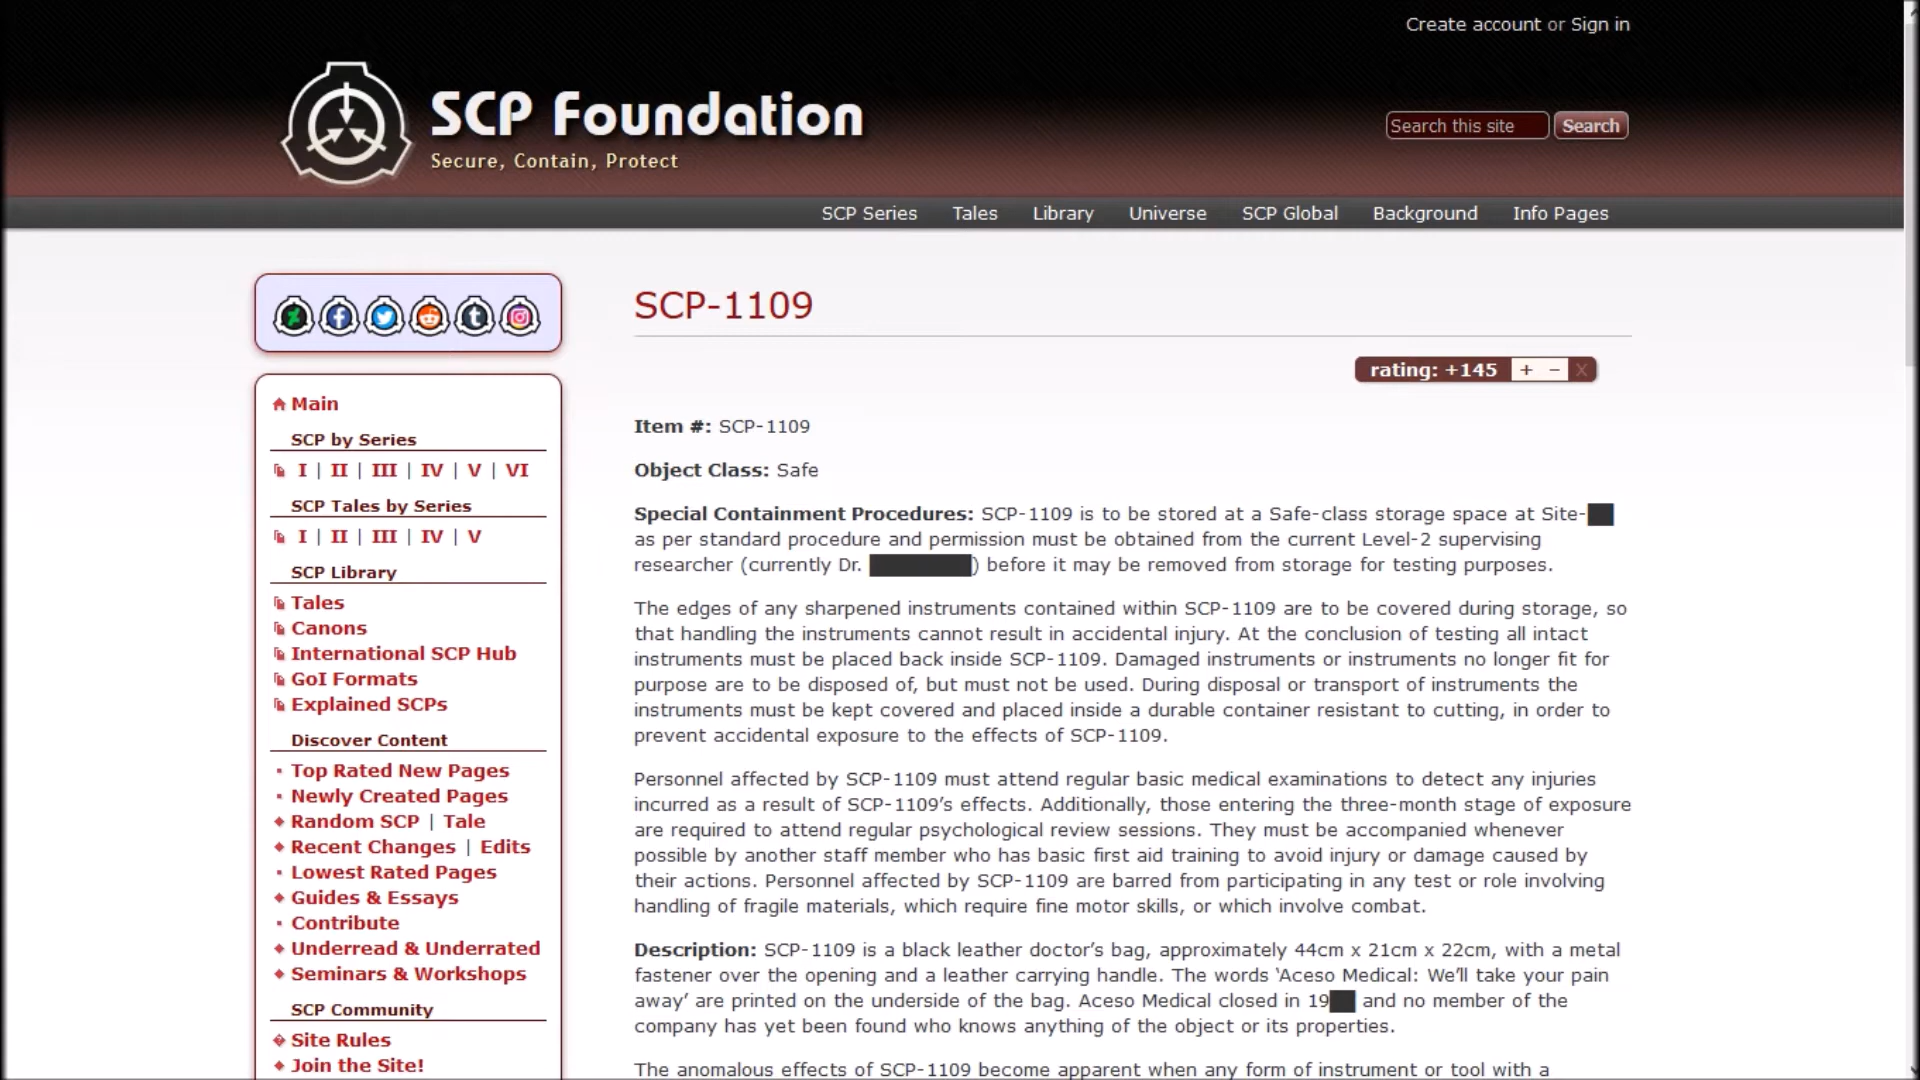 Create account or Sign in
SCP Foundation
Secure, Contain, Protect
Search this site
Search
SCP Series Tales Library Universe SCP Global Background Info Pages
SCP-1109
rating: +145 + − X
Item #: SCP-1109
Object Class: Safe
Special Containment Procedures: SCP-1109 is to be stored at a Safe-class storage space at Site-██
as per standard procedure and permission must be obtained from the current Level-2 supervising
researcher (currently Dr. ████████) before it may be removed from storage for testing purposes.
The edges of any sharpened instruments contained within SCP-1109 are to be covered during storage, so
that handling the instruments cannot result in accidental injury. At the conclusion of testing all intact
instruments must be placed back inside SCP-1109. Damaged instruments or instruments no longer fit for
purpose are to be disposed of, but must not be used. During disposal or transport of instruments the
instruments must be kept covered and placed inside a durable container resistant to cutting, in order to
prevent accidental exposure to the effects of SCP-1109.
Personnel affected by SCP-1109 must attend regular basic medical examinations to detect any injuries
incurred as a result of SCP-1109’s effects. Additionally, those entering the three-month stage of exposure
are required to attend regular psychological review sessions. They must be accompanied whenever
possible by another staff member who has basic first aid training to avoid injury or damage caused by
their actions. Personnel affected by SCP-1109 are barred from participating in any test or role involving
handling of fragile materials, which require fine motor skills, or which involve combat.
Description: SCP-1109 is a black leather doctor’s bag, approximately 44cm x 21cm x 22cm, with a metal
fastener over the opening and a leather carrying handle. The words ‘Aceso Medical: We’ll take your pain
away’ are printed on the underside of the bag. Aceso Medical closed in 19██ and no member of the
company has yet been found who knows anything of the object or its properties.
The anomalous effects of SCP-1109 become apparent when any form of instrument or tool with a
Main
SCP by Series
I | II | III | IV | V | VI
SCP Tales by Series
I | II | III | IV | V
SCP Library
Tales
Canons
International SCP Hub
GoI Formats
Explained SCPs
Discover Content
Top Rated New Pages
Newly Created Pages
Random SCP | Tale
Recent Changes | Edits
Lowest Rated Pages
Guides & Essays
Contribute
Underread & Underrated
Seminars & Workshops
SCP Community
Site Rules
Join the Site!